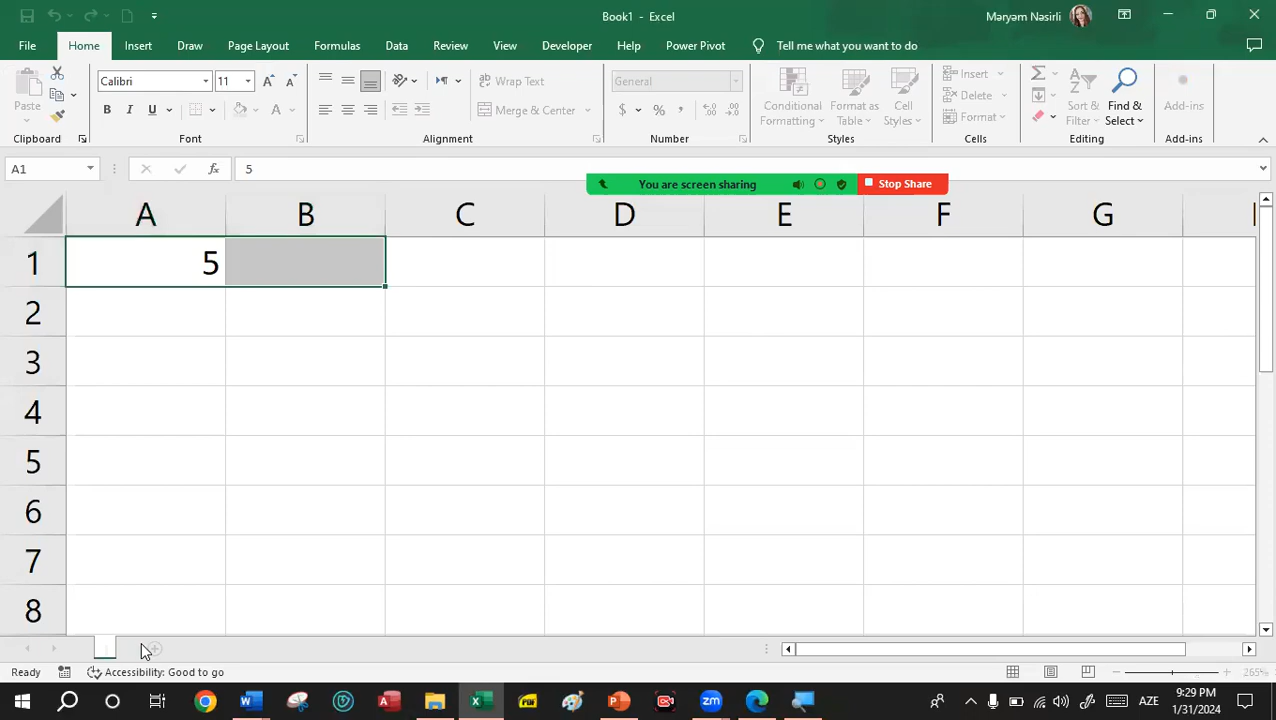 Book1 - Excel
Məryəm Nəsirli
File Home Insert Draw Page Layout Formulas Data Review View Developer Help Power Pivot Tell me what you want to do
Paste
Calibri 11
Wrap Text
General
Merge & Center
Conditional Formatting
Format as Table
Cell Styles
Insert
Delete
Format
Sort & Filter
Find & Select
Add-ins
Clipboard Font Alignment Number Styles Cells Editing Add-ins
A1 fx 5
You are screen sharing Stop Share
A B C D E F G
1 5
2
3
4
5
6
7
8
Ready Accessibility: Good to go 265%
AZE 9:29 PM
1/31/2024